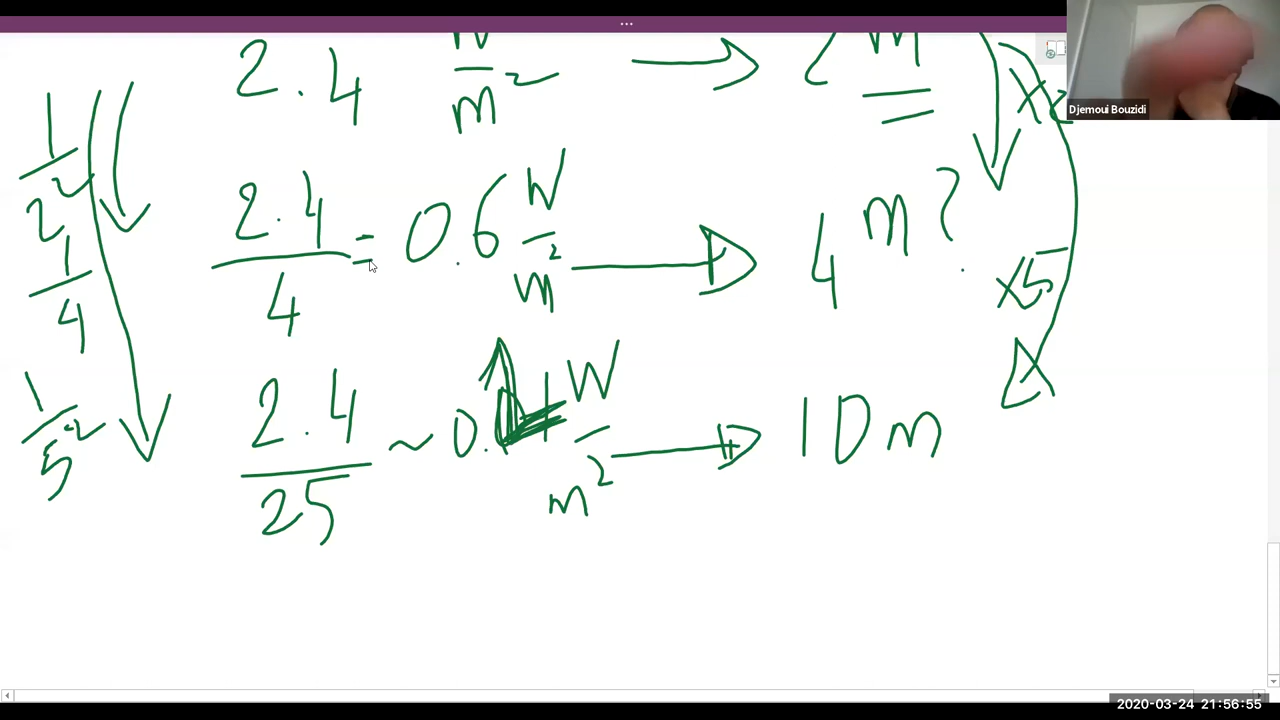 2.4 W/m² → 2 m ×2
Djemoui Bouzidi
1/2² 1/4 2.4/4 = 0.6 W/m² → 4 m? ×5
1/5² 2.4/25 ~ 0.1 W/m² → 10 m
2020-03-24 21:56:55